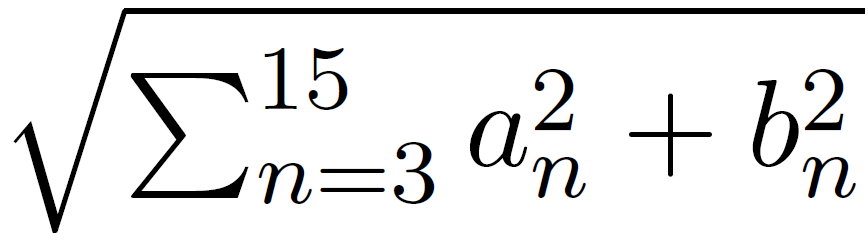 \sqrt{\sum_{n=3}^{15} a_n^2 + b_n^2}